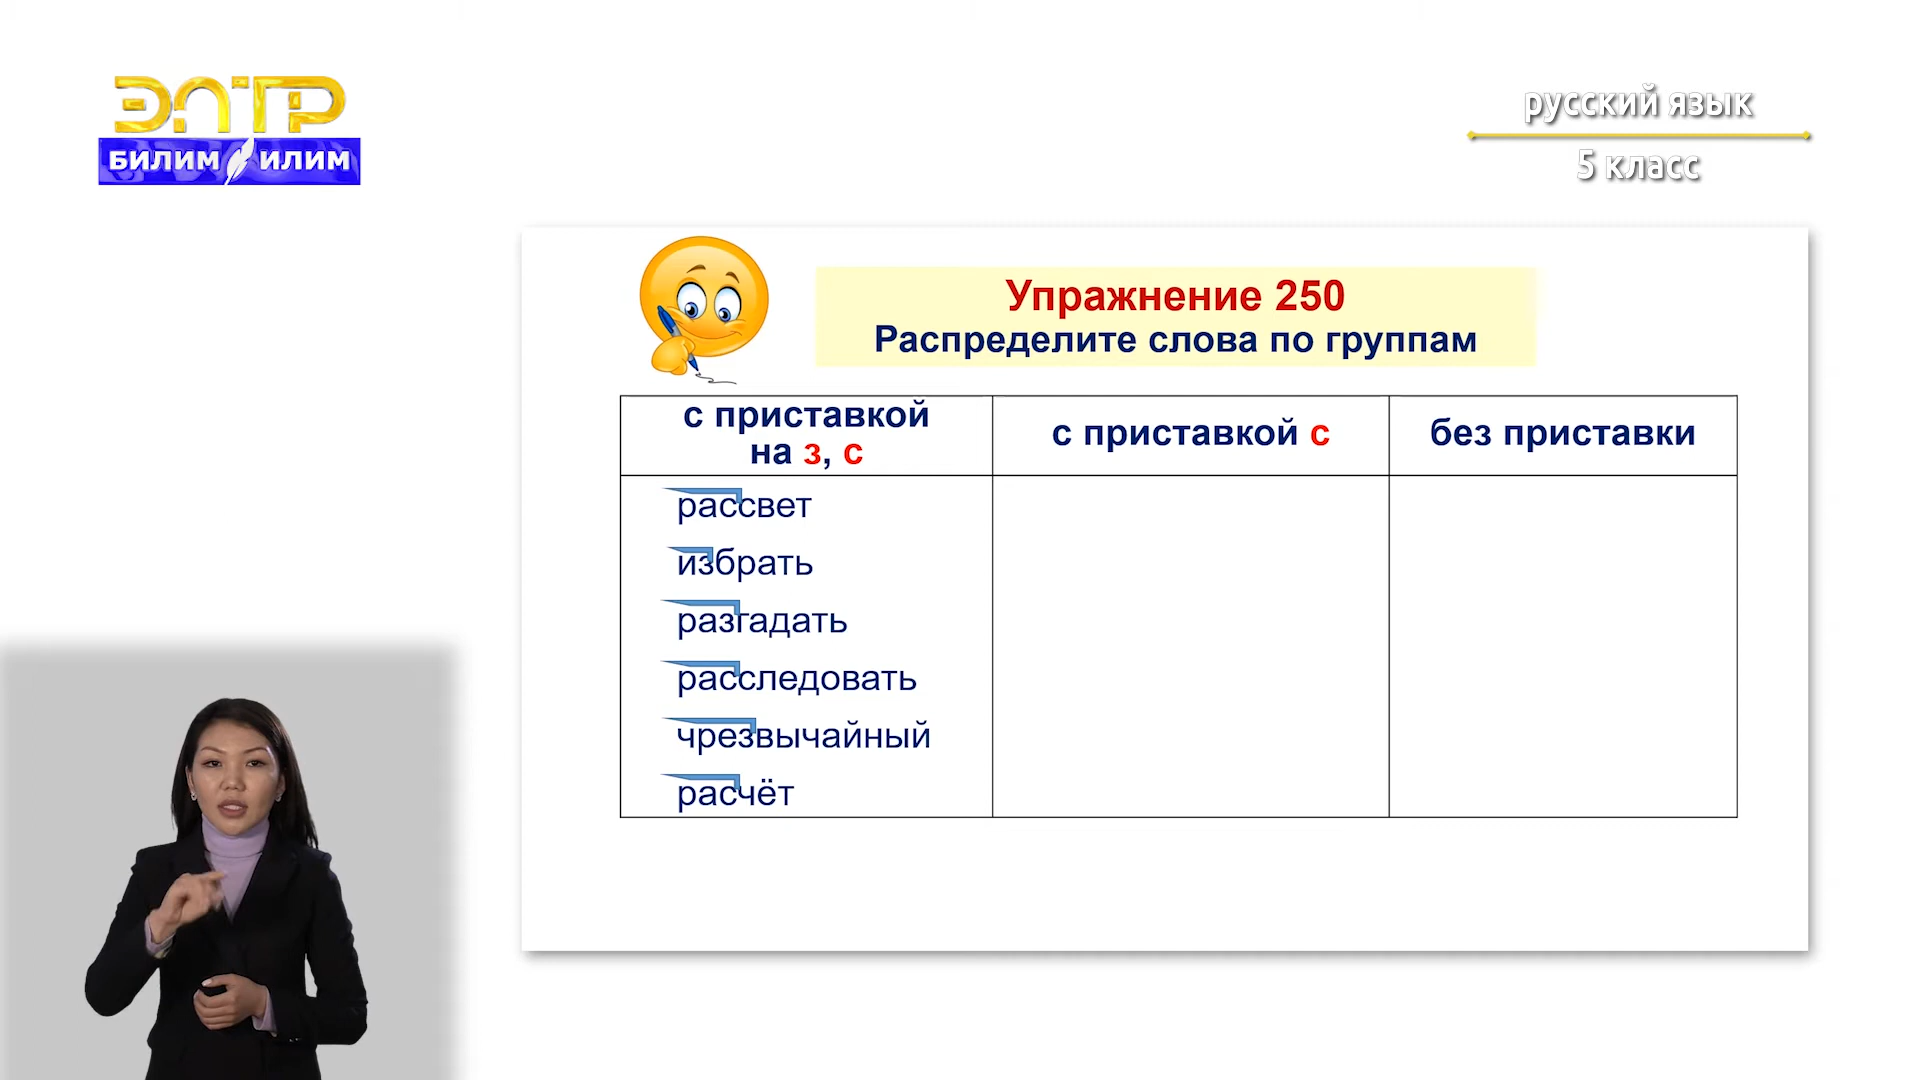 ЭЛТР
БИЛИМ ИЛИМ
русский язык
5 класс
Упражнение 250
Распределите слова по группам
с приставкой
на з, с
с приставкой с
без приставки
рассвет
избрать
разгадать
расследовать
чрезвычайный
расчёт